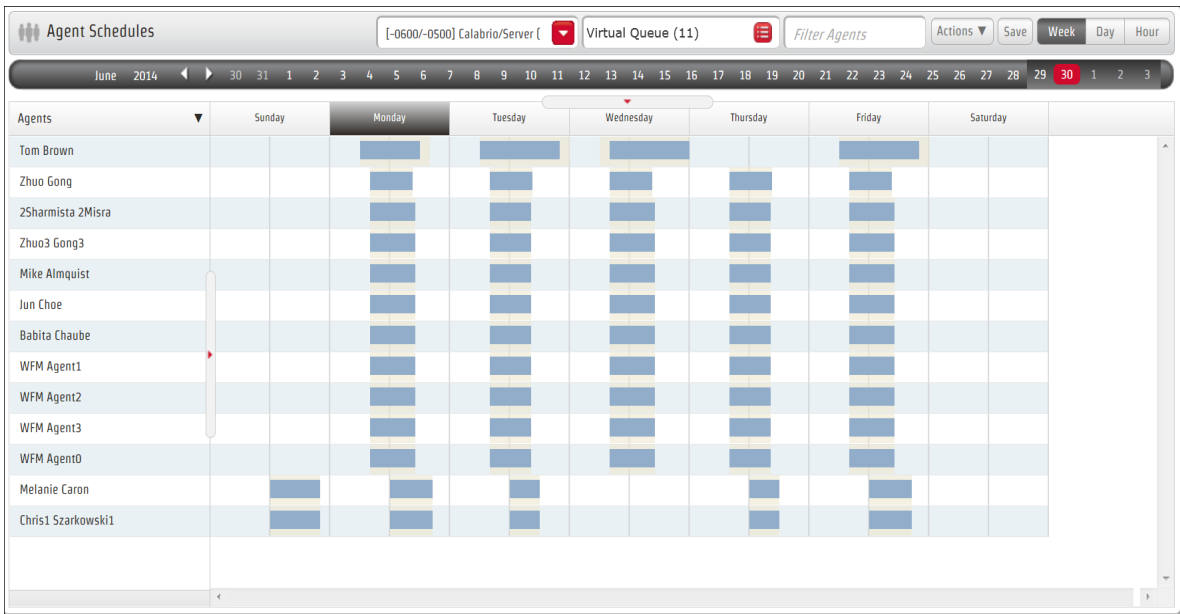 Agent Schedules
[-0600/-0500] Calabrio/Server (
Virtual Queue (11)
Filter Agents
Actions ▼
Save
Week
Day
Hour
June 2014 30 31 1 2 3 4 5 6 7 8 9 10 11 12 13 14 15 16 17 18 19 20 21 22 23 24 25 26 27 28 29 30 1 2 3
Agents Sunday Monday Tuesday Wednesday Thursday Friday Saturday
Tom Brown
Zhuo Gong
2Sharmista 2Misra
Zhuo3 Gong3
Mike Almquist
Jun Choe
Babita Chaube
WFM Agent1
WFM Agent2
WFM Agent3
WFM Agent0
Melanie Caron
Chris1 Szarkowski1